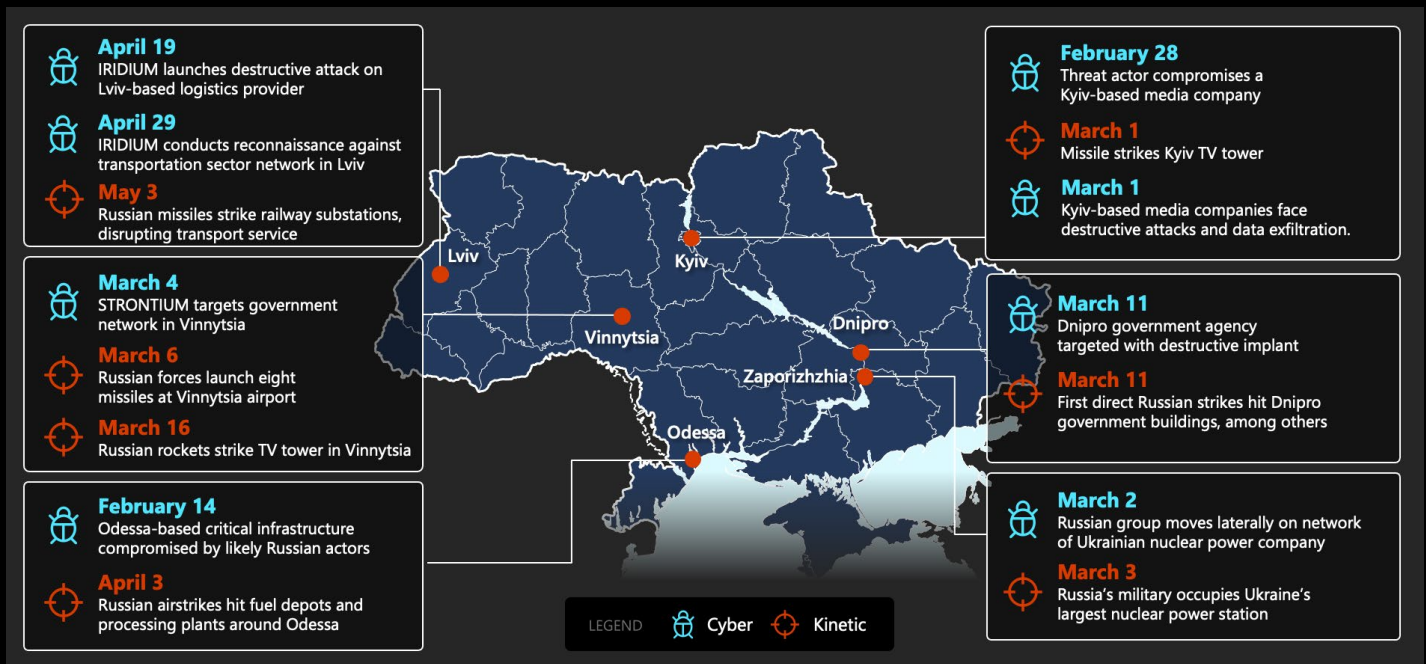 April 19
IRIDIUM launches destructive attack on
Lviv-based logistics provider
April 29
IRIDIUM conducts reconnaissance against
transportation sector network in Lviv
May 3
Russian missiles strike railway substations,
disrupting transport service
March 4
STRONTIUM targets government
network in Vinnytsia
March 6
Russian forces launch eight
missiles at Vinnytsia airport
March 16
Russian rockets strike TV tower in Vinnytsia
February 14
Odessa-based critical infrastructure
compromised by likely Russian actors
April 3
Russian airstrikes hit fuel depots and
processing plants around Odessa
Lviv
Kyiv
Vinnytsia
Dnipro
Zaporizhzhia
Odessa
February 28
Threat actor compromises a
Kyiv-based media company
March 1
Missile strikes Kyiv TV tower
March 1
Kyiv-based media companies face
destructive attacks and data exfiltration.
March 11
Dnipro government agency
targeted with destructive implant
March 11
First direct Russian strikes hit Dnipro
government buildings, among others
March 2
Russian group moves laterally on network
of Ukrainian nuclear power company
March 3
Russia's military occupies Ukraine's
largest nuclear power station
LEGEND Cyber Kinetic